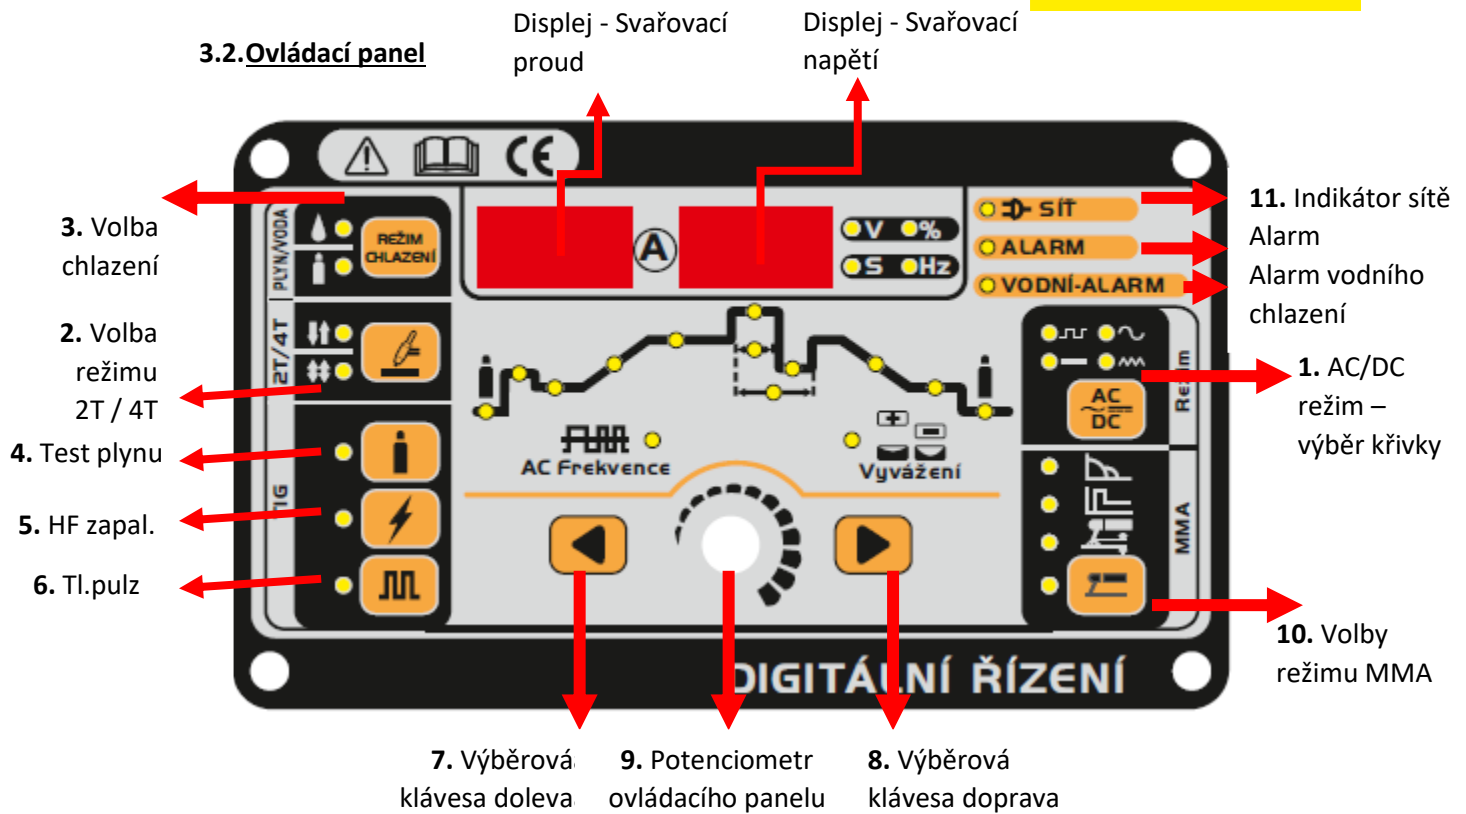 3.2. Ovládací panel
Displej - Svařovací
proud
Displej - Svařovací
napětí
CE
3. Volba
chlazení
2. Volba
režimu
2T / 4T
4. Test plynu
5. HF zapal.
6. Tl.pulz
PLYN/VODA
REŽIM
CHLAZENÍ
2T/4T
TIG
A
V %
S Hz
SÍŤ
ALARM
VODNÍ-ALARM
AC Frekvence
Vyvážení
AC
DC
Režim
MMA
DIGITÁLNÍ ŘÍZENÍ
11. Indikátor sítě
Alarm
Alarm vodního
chlazení
1. AC/DC
režim –
výběr křivky
10. Volby
režimu MMA
7. Výběrová
klávesa doleva
9. Potenciometr
ovládacího panelu
8. Výběrová
klávesa doprava